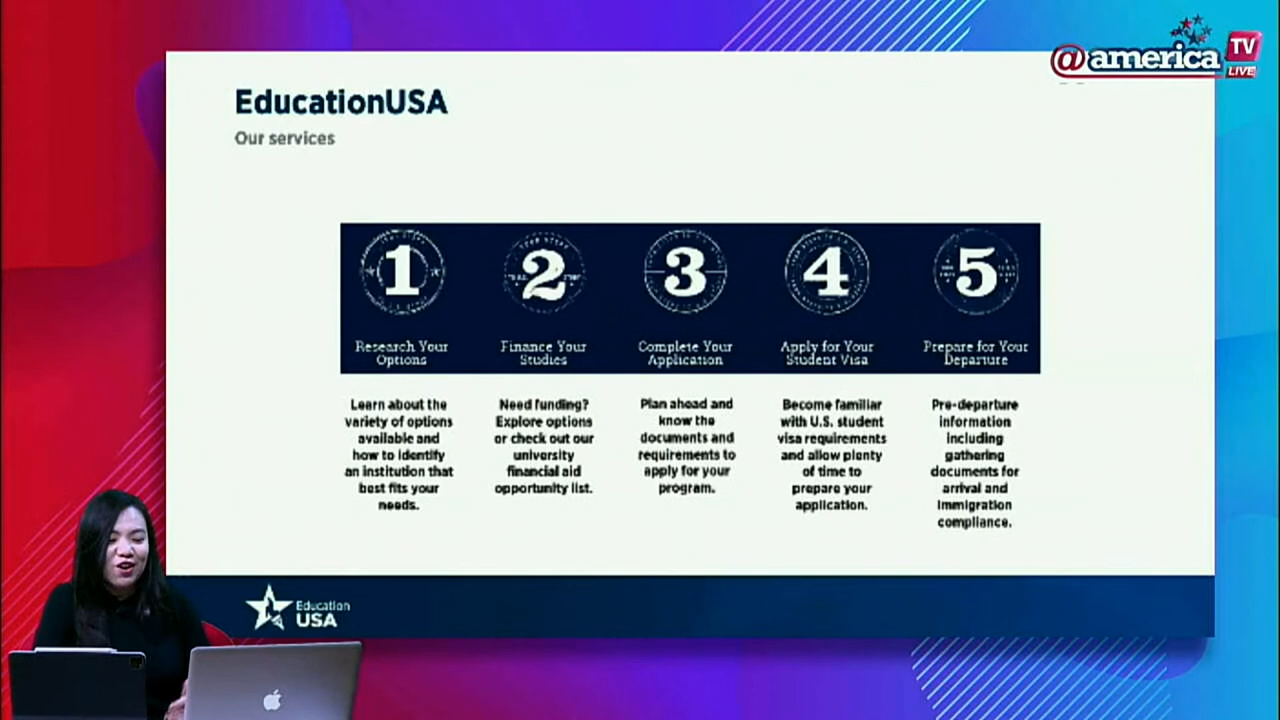 @america TV
LIVE
EducationUSA
Our services
1
2
3
4
5
Research Your
Options
Finance Your
Studies
Complete Your
Application
Apply for Your
Student Visa
Prepare for Your
Departure
Learn about the
variety of options
available and
how to identify
an institution that
best fits your
needs.
Need funding?
Explore options
or check out our
university
financial aid
opportunity list.
Plan ahead and
know the
documents and
requirements to
apply for your
program.
Become familiar
with U.S. student
visa requirements
and allow plenty
of time to
prepare your
application.
Pre-departure
information
including
gathering
documents for
arrival and
immigration
compliance.
Education
USA